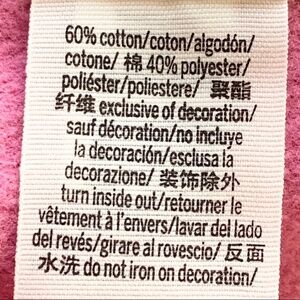 60% cotton/coton/algodón/
cotone/ 棉 40% polyester/
poliéster/poliestere/ 聚酯
纤维 exclusive of decoration/
sauf décoration/no incluye
la decoración/esclusa la
decorazione/ 装饰除外
turn inside out/retourner le
vêtement à l'envers/lavar del lado
del revés/girare al rovescio/ 反面
水洗 do not iron on decoration/